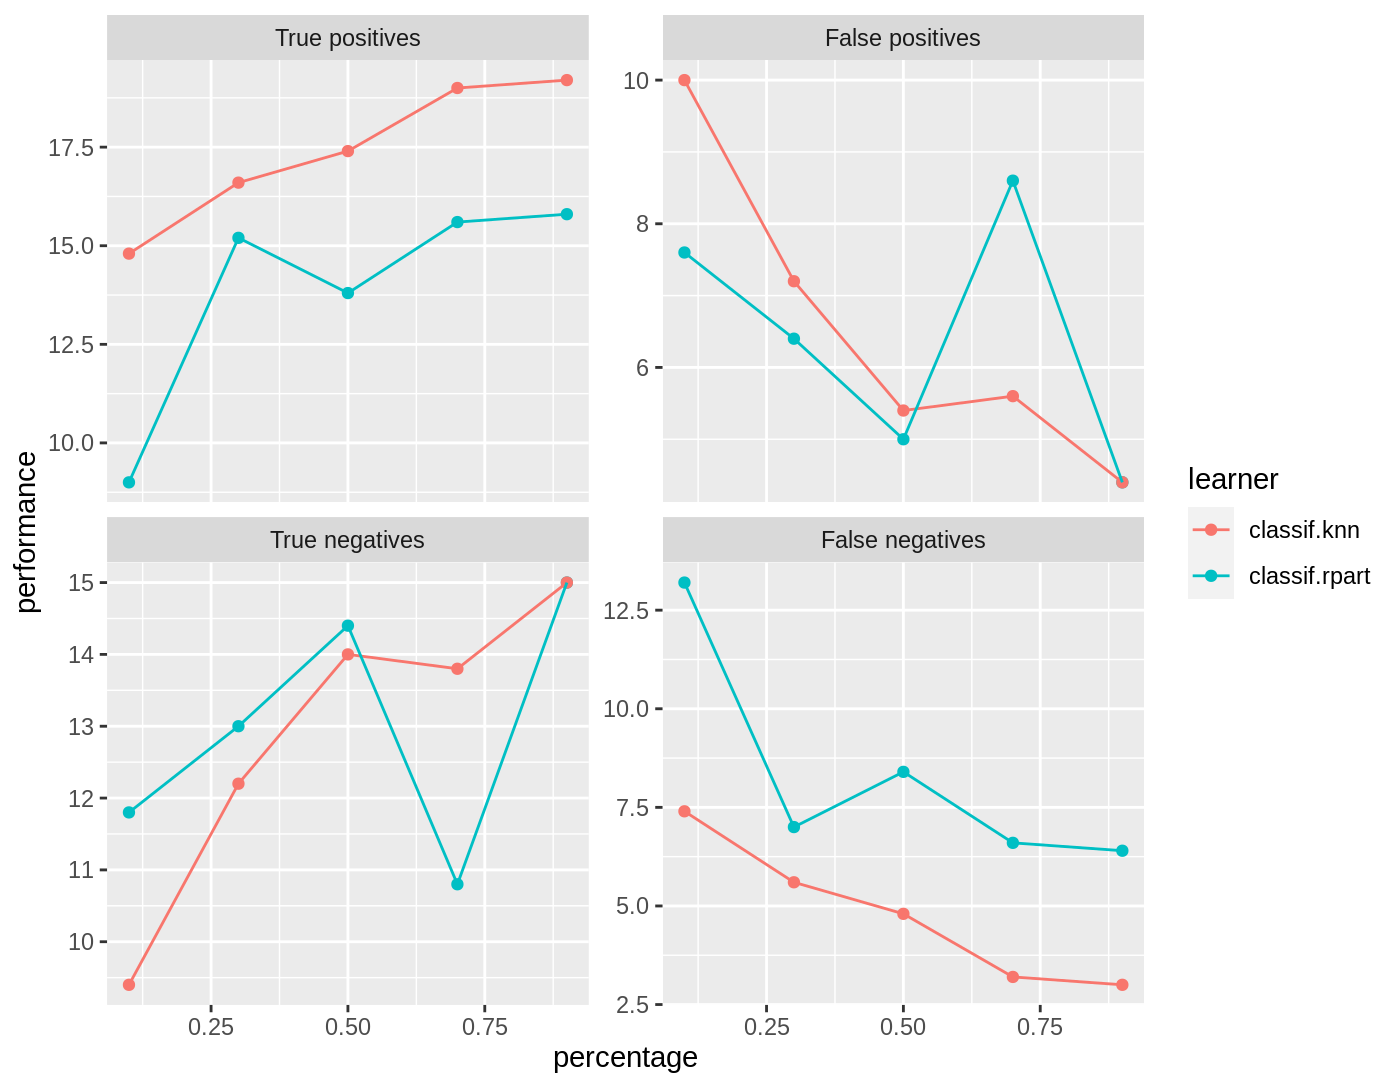 True positives
False positives
17.5
15.0
12.5
10.0
10
8
6
performance
True negatives
False negatives
15
14
13
12
11
10
12.5
10.0
7.5
5.0
2.5
0.25 0.50 0.75
0.25 0.50 0.75
percentage
learner
classif.knn
classif.rpart